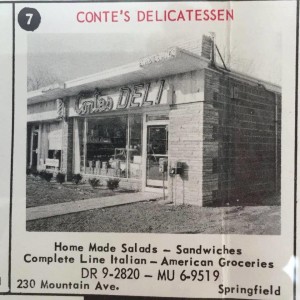 7
CONTE'S DELICATESSEN
Contes DELI
Home Made Salads – Sandwiches
Complete Line Italian – American Groceries
DR 9-2820 – MU 6-9519
230 Mountain Ave. Springfield